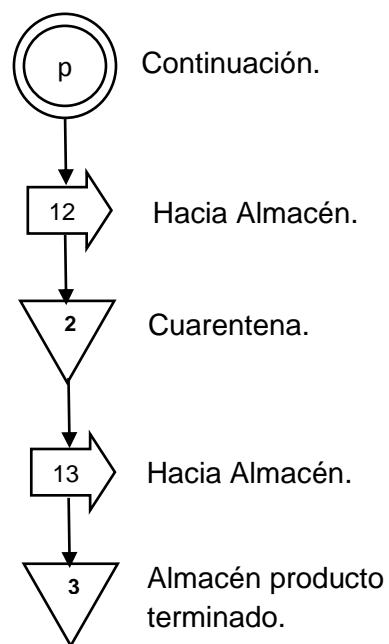 p Continuación.
12 Hacia Almacén.
2 Cuarentena.
13 Hacia Almacén.
3 Almacén producto
terminado.